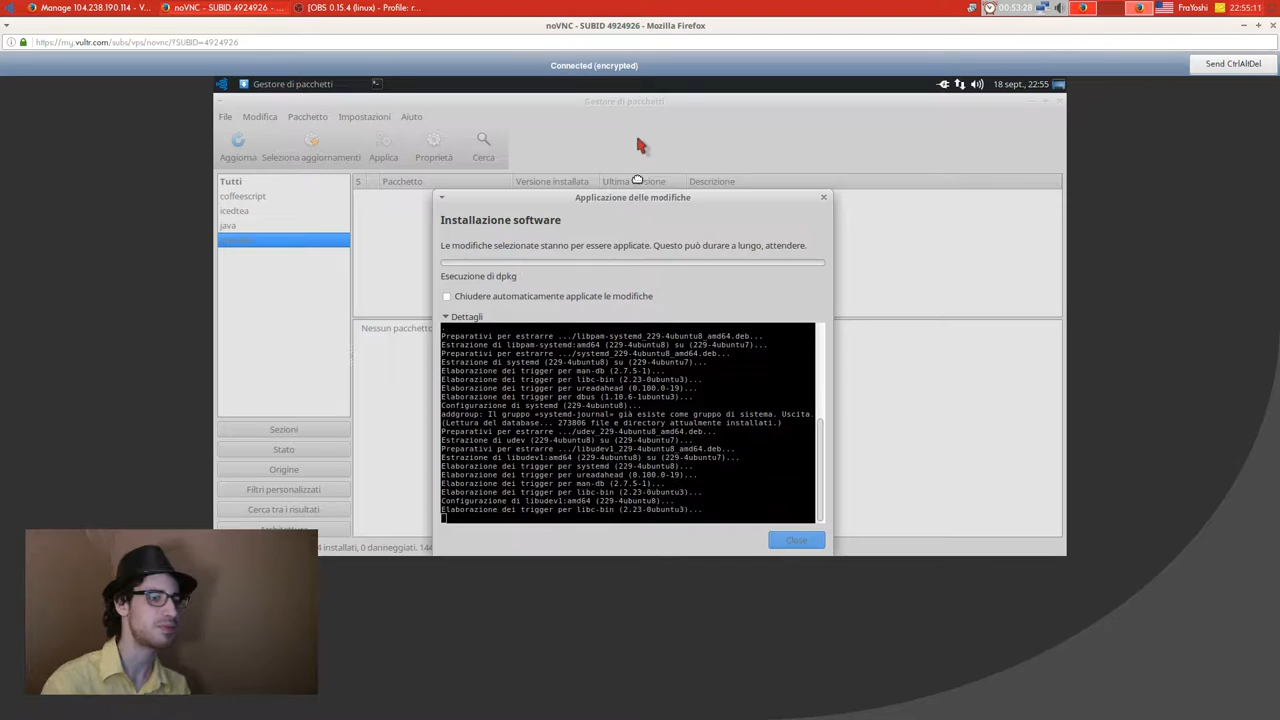 Manage 104.238.190.114 - V...
noVNC - SUBID 4924926 - ...
[OBS 0.15.4 (linux) - Profile: r...
00:53:28
FraYoshi
22:55:11
noVNC - SUBID 4924926 - Mozilla Firefox
https://my.vultr.com/subs/vps/novnc/?SUBID=4924926
Connected (encrypted)
Send CtrlAltDel
Gestore di pacchetti
18 sept., 22:55
Gestore di pacchetti
File Modifica Pacchetto Impostazioni Aiuto
Aggiorna Seleziona aggiornamenti Applica Proprietà Cerca
Tutti
coffeescript
icedtea
java
S Pacchetto Versione installata Ultima Descrizione
Applicazione delle modifiche
Installazione software
Le modifiche selezionate stanno per essere applicate. Questo può durare a lungo, attendere.
Esecuzione di dpkg
Chiudere automaticamente applicate le modifiche
Dettagli
Preparativi per estrarre .../libpam-systemd_229-4ubuntu8_amd64.deb...
Estrazione di libpam-systemd:amd64 (229-4ubuntu8) su (229-4ubuntu7)...
Preparativi per estrarre .../systemd_229-4ubuntu8_amd64.deb...
Estrazione di systemd (229-4ubuntu8) su (229-4ubuntu7)...
Elaborazione dei trigger per man-db (2.7.5-1)...
Elaborazione dei trigger per libc-bin (2.23-0ubuntu3)...
Elaborazione dei trigger per ureadahead (0.100.0-19)...
Elaborazione dei trigger per dbus (1.10.6-1ubuntu3)...
Configurazione di systemd (229-4ubuntu8)...
addgroup: Il gruppo «systemd-journal» già esiste come gruppo di sistema. Uscita.
(Lettura del database... 273806 file e directory attualmente installati.)
Preparativi per estrarre .../udev_229-4ubuntu8_amd64.deb...
Estrazione di udev (229-4ubuntu8) su (229-4ubuntu7)...
Preparativi per estrarre .../libudev1_229-4ubuntu8_amd64.deb...
Estrazione di libudev1:amd64 (229-4ubuntu8) su (229-4ubuntu7)...
Elaborazione dei trigger per systemd (229-4ubuntu8)...
Elaborazione dei trigger per ureadahead (0.100.0-19)...
Elaborazione dei trigger per man-db (2.7.5-1)...
Elaborazione dei trigger per libc-bin (2.23-0ubuntu3)...
Configurazione di libudev1:amd64 (229-4ubuntu8)...
Elaborazione dei trigger per libc-bin (2.23-0ubuntu3)...
Close
Nessun pacchetto
Sezioni
Stato
Origine
Filtri personalizzati
Cerca tra i risultati
installati, 0 danneggiati. 144